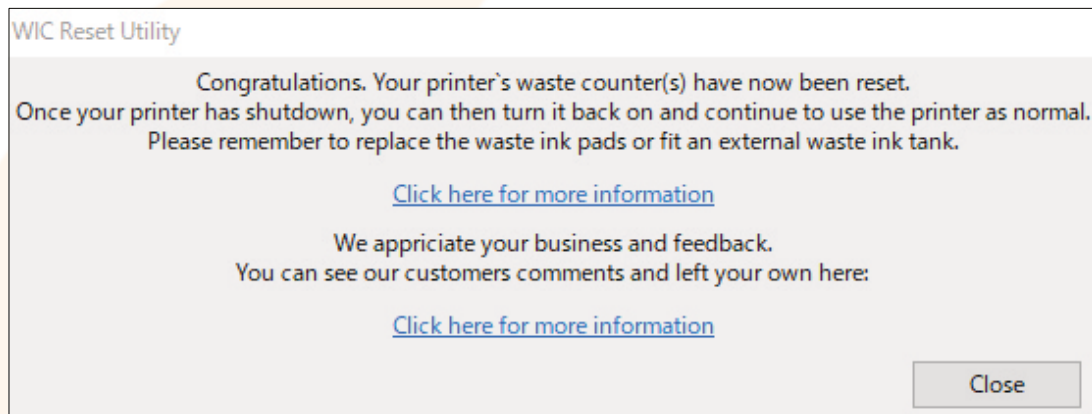 WIC Reset Utility
Congratulations. Your printer`s waste counter(s) have now been reset.
Once your printer has shutdown, you can then turn it back on and continue to use the printer as normal.
Please remember to replace the waste ink pads or fit an external waste ink tank.
Click here for more information
We appriciate your business and feedback.
You can see our customers comments and left your own here:
Click here for more information
Close